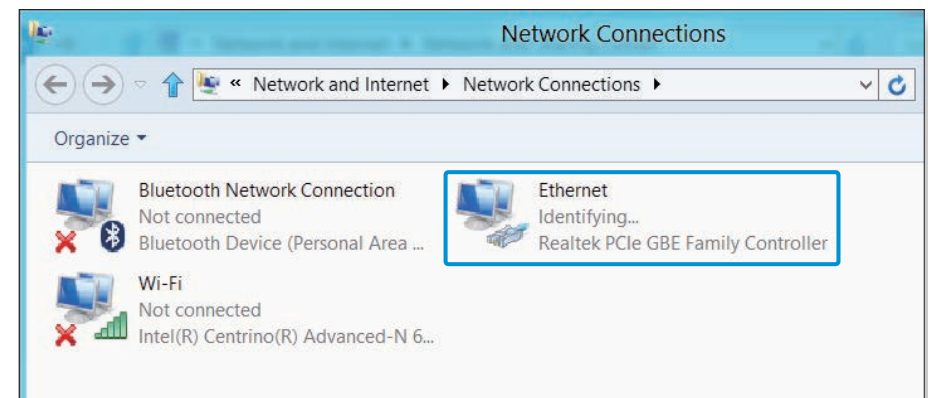 Network Connections
« Network and Internet Network Connections
Organize
Bluetooth Network Connection
Not connected
Bluetooth Device (Personal Area ...
Ethernet
Identifying...
Realtek PCIe GBE Family Controller
Wi-Fi
Not connected
Intel(R) Centrino(R) Advanced-N 6...